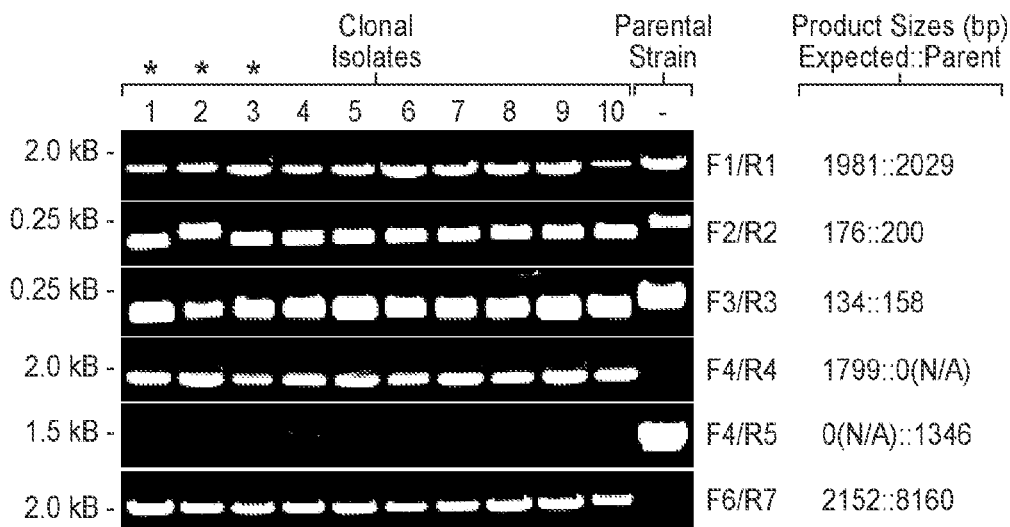 Clonal Isolates
Parental Strain
Product Sizes (bp)
Expected::Parent
* * *
1 2 3 4 5 6 7 8 9 10 -
2.0 kB - F1/R1 1981::2029
0.25 kB - F2/R2 176::200
0.25 kB - F3/R3 134::158
2.0 kB - F4/R4 1799::0(N/A)
1.5 kB - F4/R5 0(N/A)::1346
2.0 kB - F6/R7 2152::8160